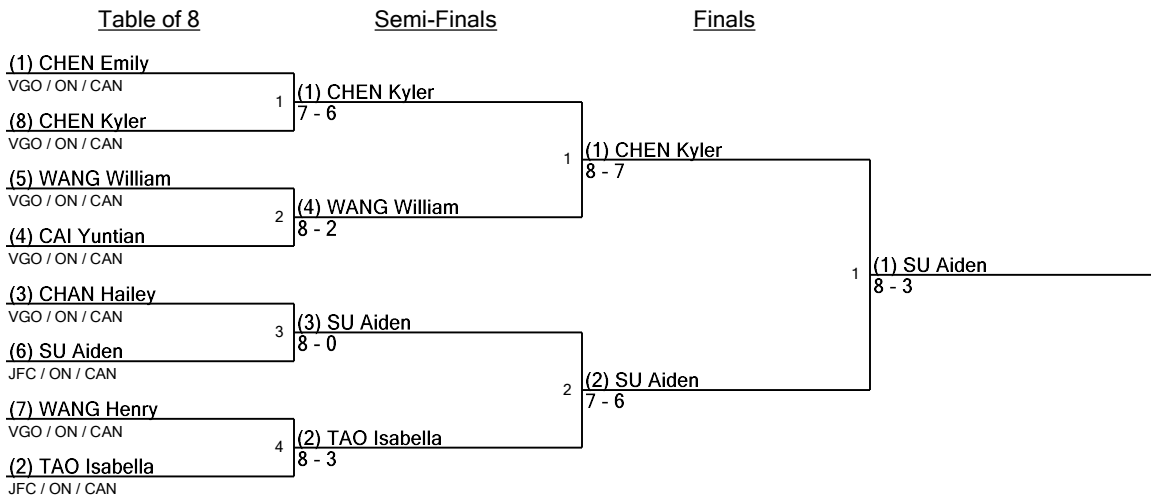 Table of 8
Semi-Finals
Finals
(1) CHEN Emily
VGO / ON / CAN
1
(8) CHEN Kyler
VGO / ON / CAN
(5) WANG William
VGO / ON / CAN
2
(4) CAI Yuntian
VGO / ON / CAN
(3) CHAN Hailey
VGO / ON / CAN
3
(6) SU Aiden
JFC / ON / CAN
(7) WANG Henry
VGO / ON / CAN
4
(2) TAO Isabella
JFC / ON / CAN
(1) CHEN Kyler
7 - 6
1
(4) WANG William
8 - 2
(3) SU Aiden
8 - 0
2
(2) TAO Isabella
8 - 3
(1) CHEN Kyler
8 - 7
1
(2) SU Aiden
7 - 6
(1) SU Aiden
8 - 3